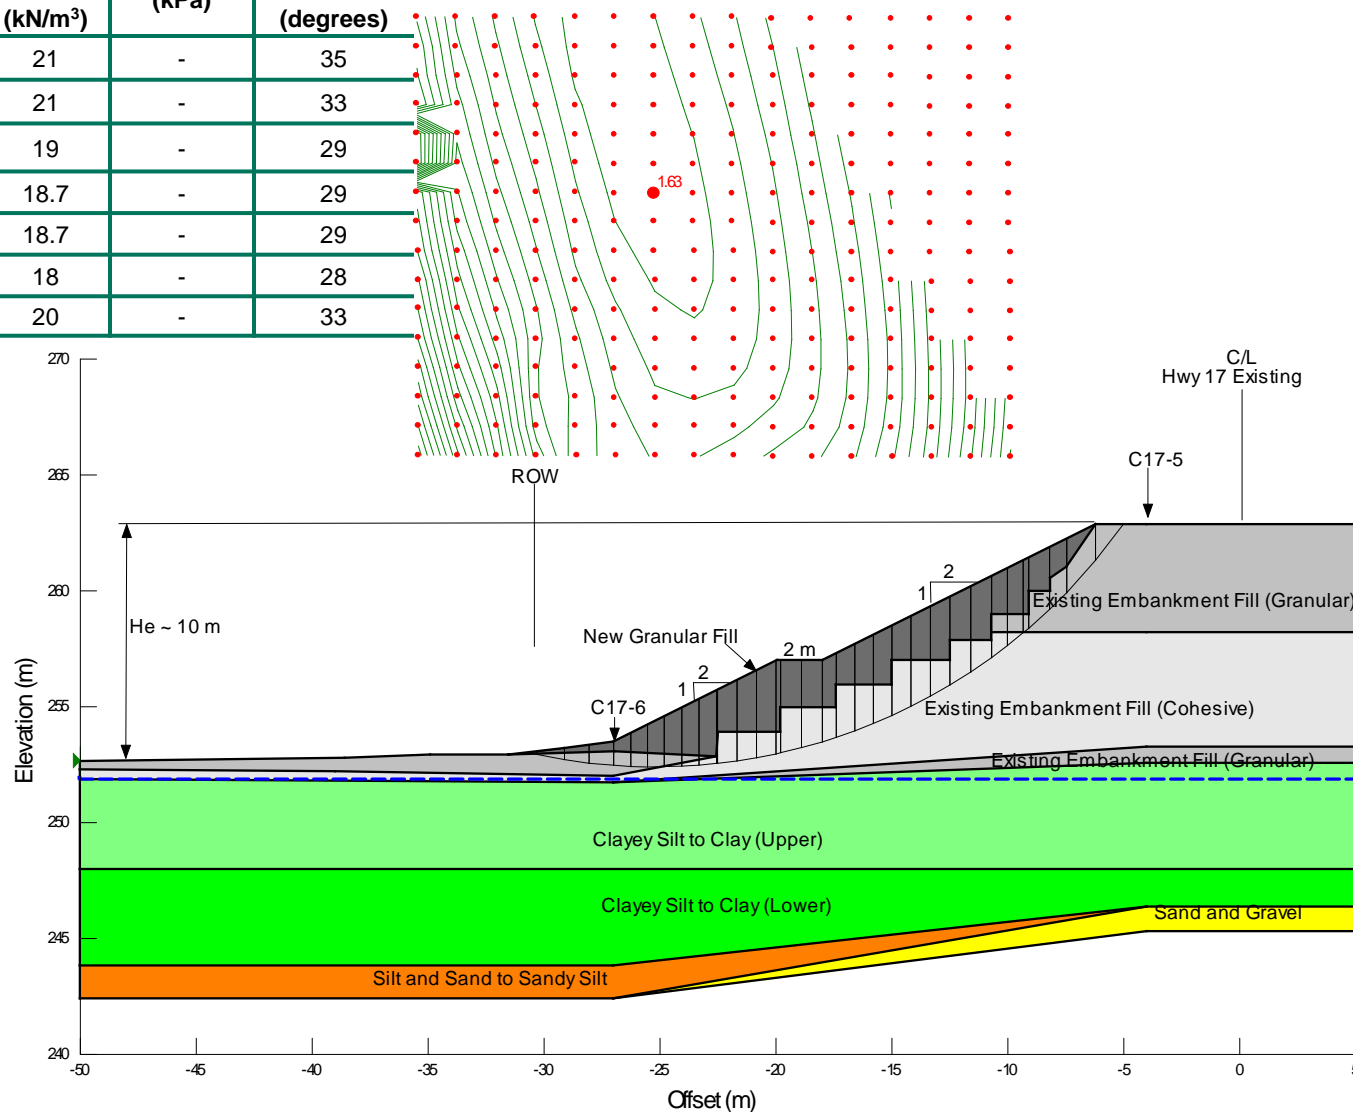 (kPa)
(kN/m³) (degrees)
21 - 35
21 - 33
19 - 29
18.7 - 29
18.7 - 29
18 - 28
20 - 33
1.63
270
C/L
Hwy 17 Existing
265
ROW
C17-5
260
2
1
Existing Embankment Fill (Granular)
He ~ 10 m
New Granular Fill
2 m
2
1
255
C17-6
Existing Embankment Fill (Cohesive)
Elevation (m)
Existing Embankment Fill (Granular)
250
Clayey Silt to Clay (Upper)
Clayey Silt to Clay (Lower)
Sand and Gravel
245
Silt and Sand to Sandy Silt
240
-50 -45 -40 -35 -30 -25 -20 -15 -10 -5 0 5
Offset (m)